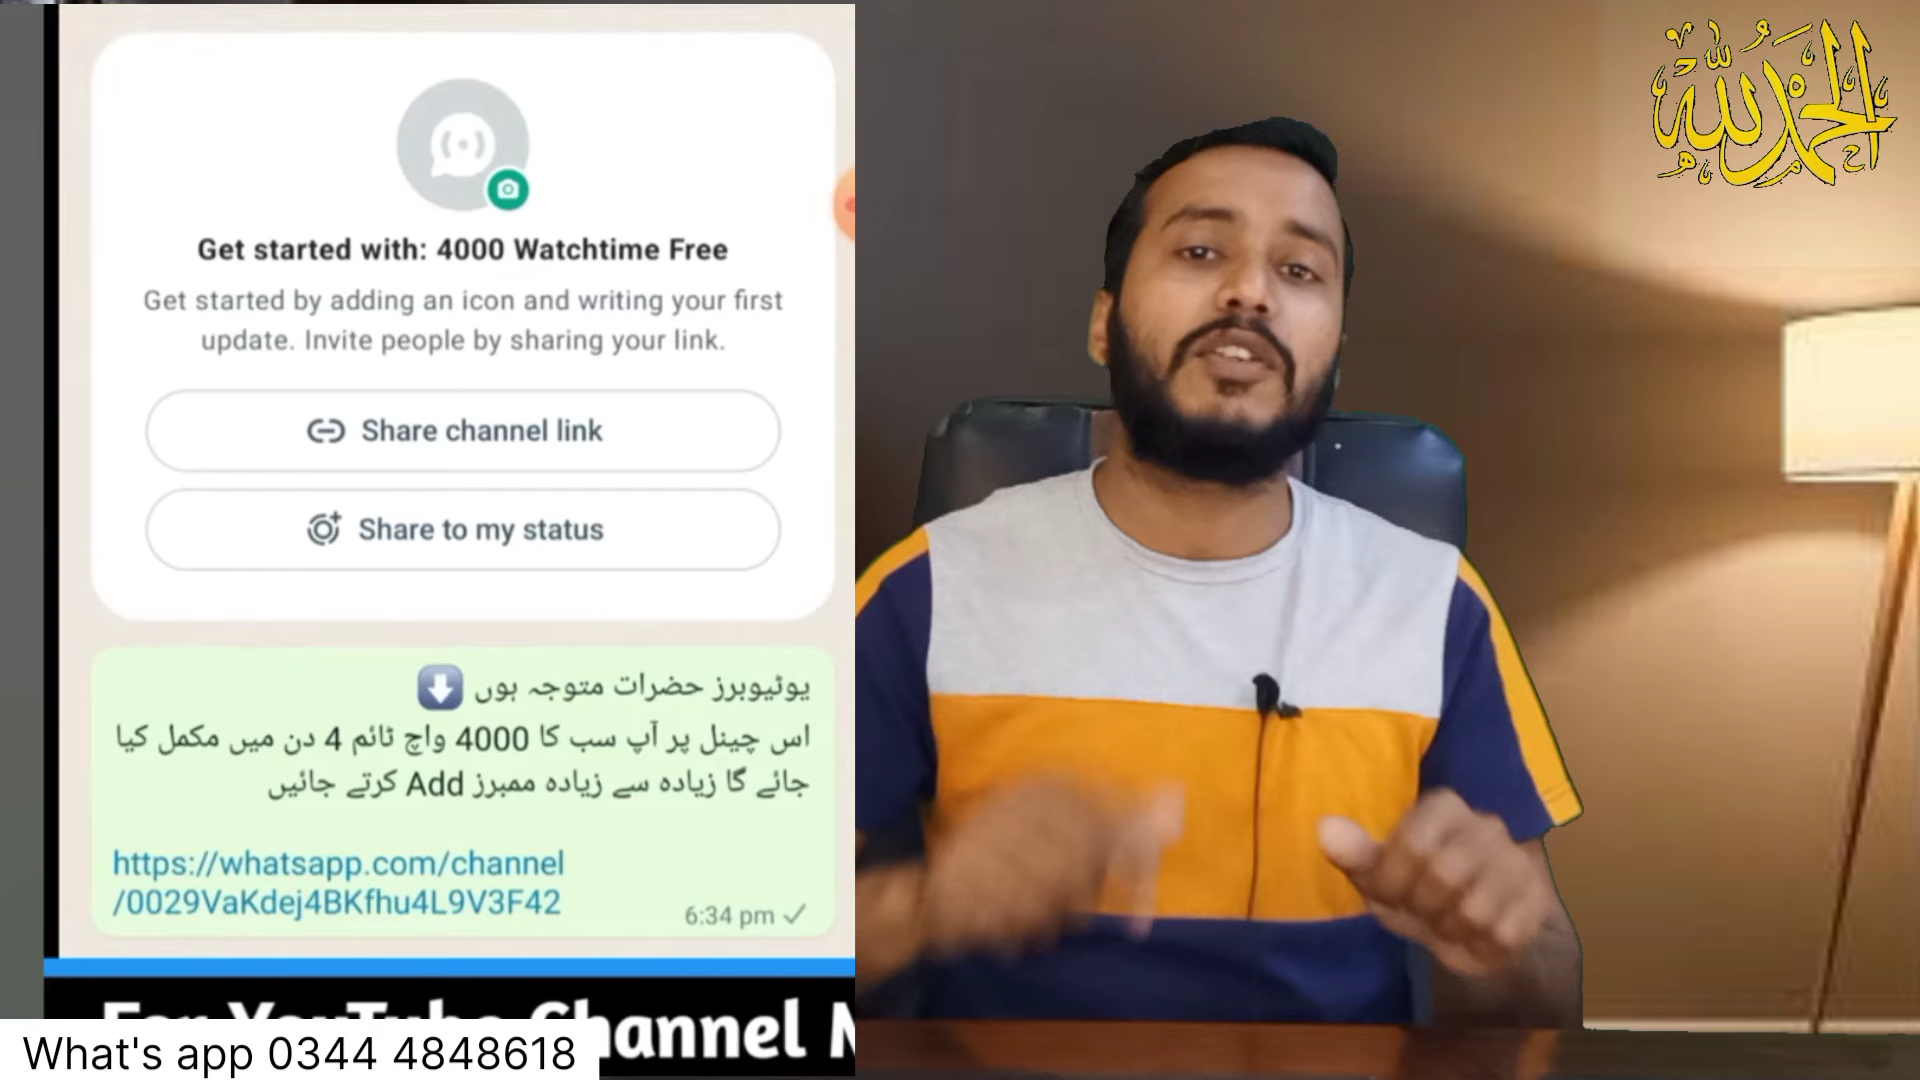 الحمد لله
Get started with: 4000 Watchtime Free
Get started by adding an icon and writing your first
update. Invite people by sharing your link.
Share channel link
Share to my status
یوٹیوبرز حضرات متوجہ ہوں ⬇
اس چینل پر آپ سب کا 4000 واچ ٹائم 4 دن میں مکمل کیا
جائے گا زیادہ سے زیادہ ممبرز Add کرتے جائیں
https://whatsapp.com/channel
/0029VaKdej4BKfhu4L9V3F42
6:34 pm
For YouTube Channel
What's app 0344 4848618